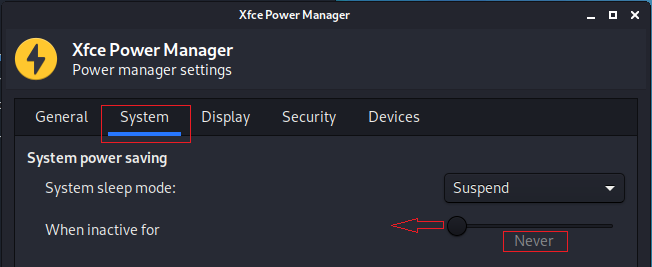 Xfce Power Manager
Xfce Power Manager
Power manager settings
General System Display Security Devices
System power saving
System sleep mode: Suspend
When inactive for
Never